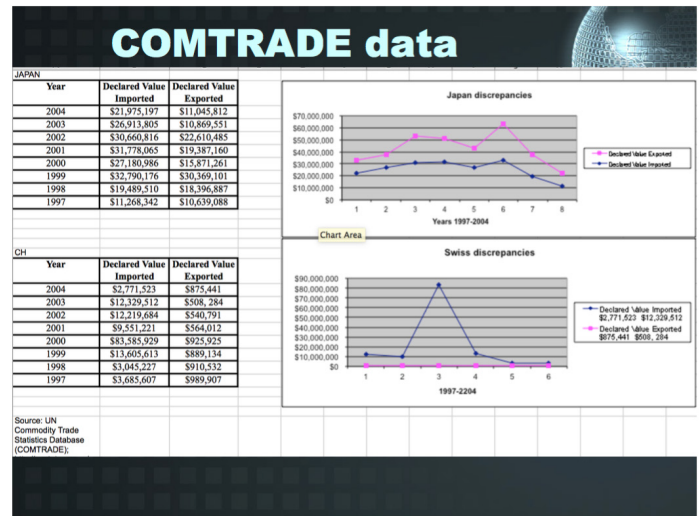 COMTRADE data
JAPAN
Year Declared Value Imported Declared Value Exported
2004 $21,975,197 $11,045,812
2003 $26,913,805 $10,869,551
2002 $30,660,816 $22,610,485
2001 $31,778,065 $19,387,160
2000 $27,180,986 $15,871,261
1999 $32,790,176 $30,369,101
1998 $19,489,510 $18,396,887
1997 $11,268,342 $10,639,088
Japan discrepancies
$70,000,000
$60,000,000
$50,000,000
$40,000,000
$30,000,000
$20,000,000
$10,000,000
$0
1 2 3 4 5 6 7 8
Years 1997-2004
Declared Value Exported
Declared Value Imported
Chart Area
CH
Year Declared Value Imported Declared Value Exported
2004 $2,771,523 $875,441
2003 $12,329,512 $508, 284
2002 $12,219,684 $540,791
2001 $9,551,221 $564,012
2000 $83,585,929 $925,925
1999 $13,605,613 $889,134
1998 $3,045,227 $910,532
1997 $3,685,607 $989,907
Swiss discrepancies
$90,000,000
$80,000,000
$70,000,000
$60,000,000
$50,000,000
$40,000,000
$30,000,000
$20,000,000
$10,000,000
$0
1 2 3 4 5 6
1997-2204
Declared Value Imported
$2,771,523 $12,329,512
Declared Value Exported
$875,441 $508, 284
Source: UN
Commodity Trade
Statistics Database
(COMTRADE);